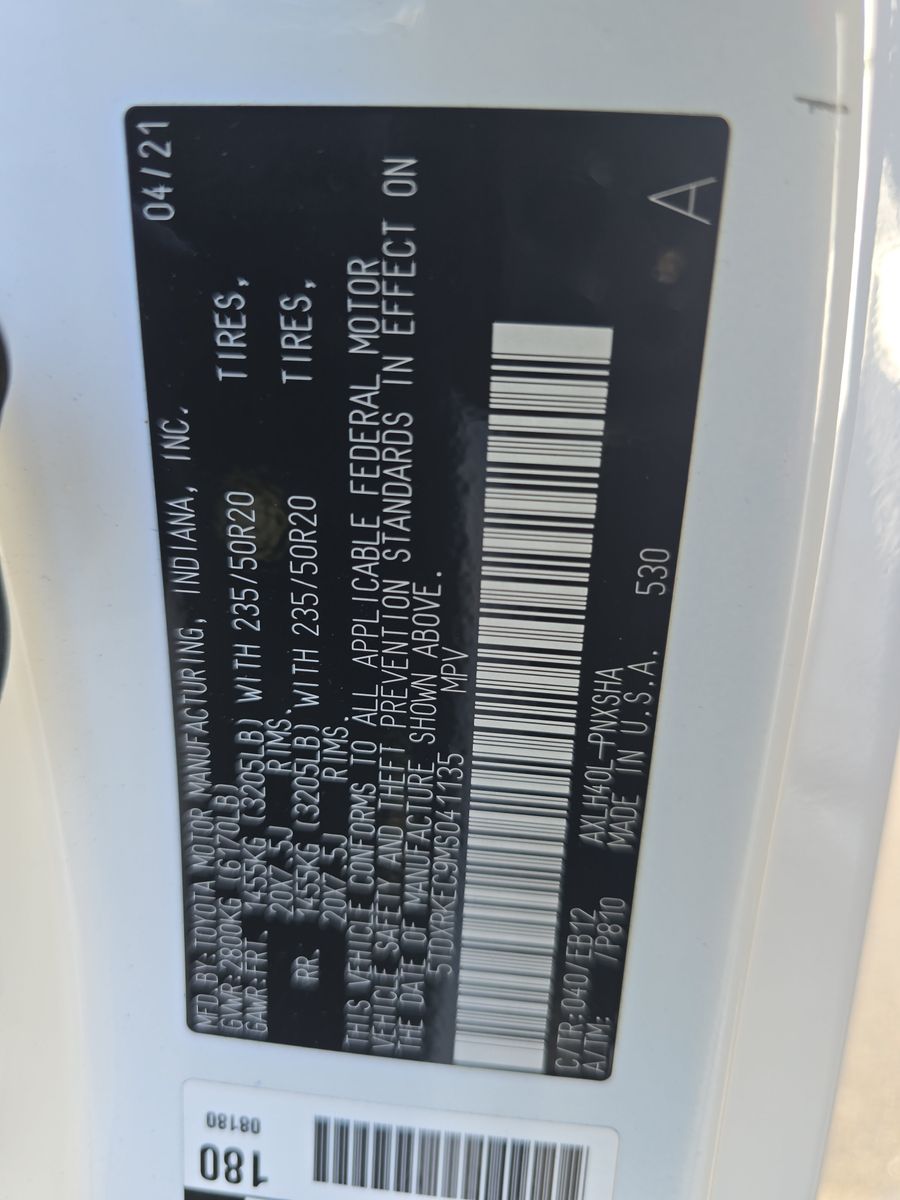 MFD.BY:TOYOTA MOTOR MANUFACTURING, INDIANA, INC. 04/21
GVWR:2800KG (6170LB)
GAWR:FRT 1455KG (3205LB) WITH 235/50R20 TIRES,
20X7.5J RIMS.
RR. 1455KG (3205LB) WITH 235/50R20 TIRES,
20X7.5J RIMS.
THIS VEHICLE CONFORMS TO ALL APPLICABLE FEDERAL MOTOR
VEHICLE SAFETY AND THEFT PREVENTION STANDARDS IN EFFECT ON
THE DATE OF MANUFACTURE SHOWN ABOVE.
5TDXRKEC9MS041135 MPV
C/TR:040/EB12 AXLH40L-PNXSHA
A/TM: /P810 MADE IN U.S.A. 530 A
08180
180